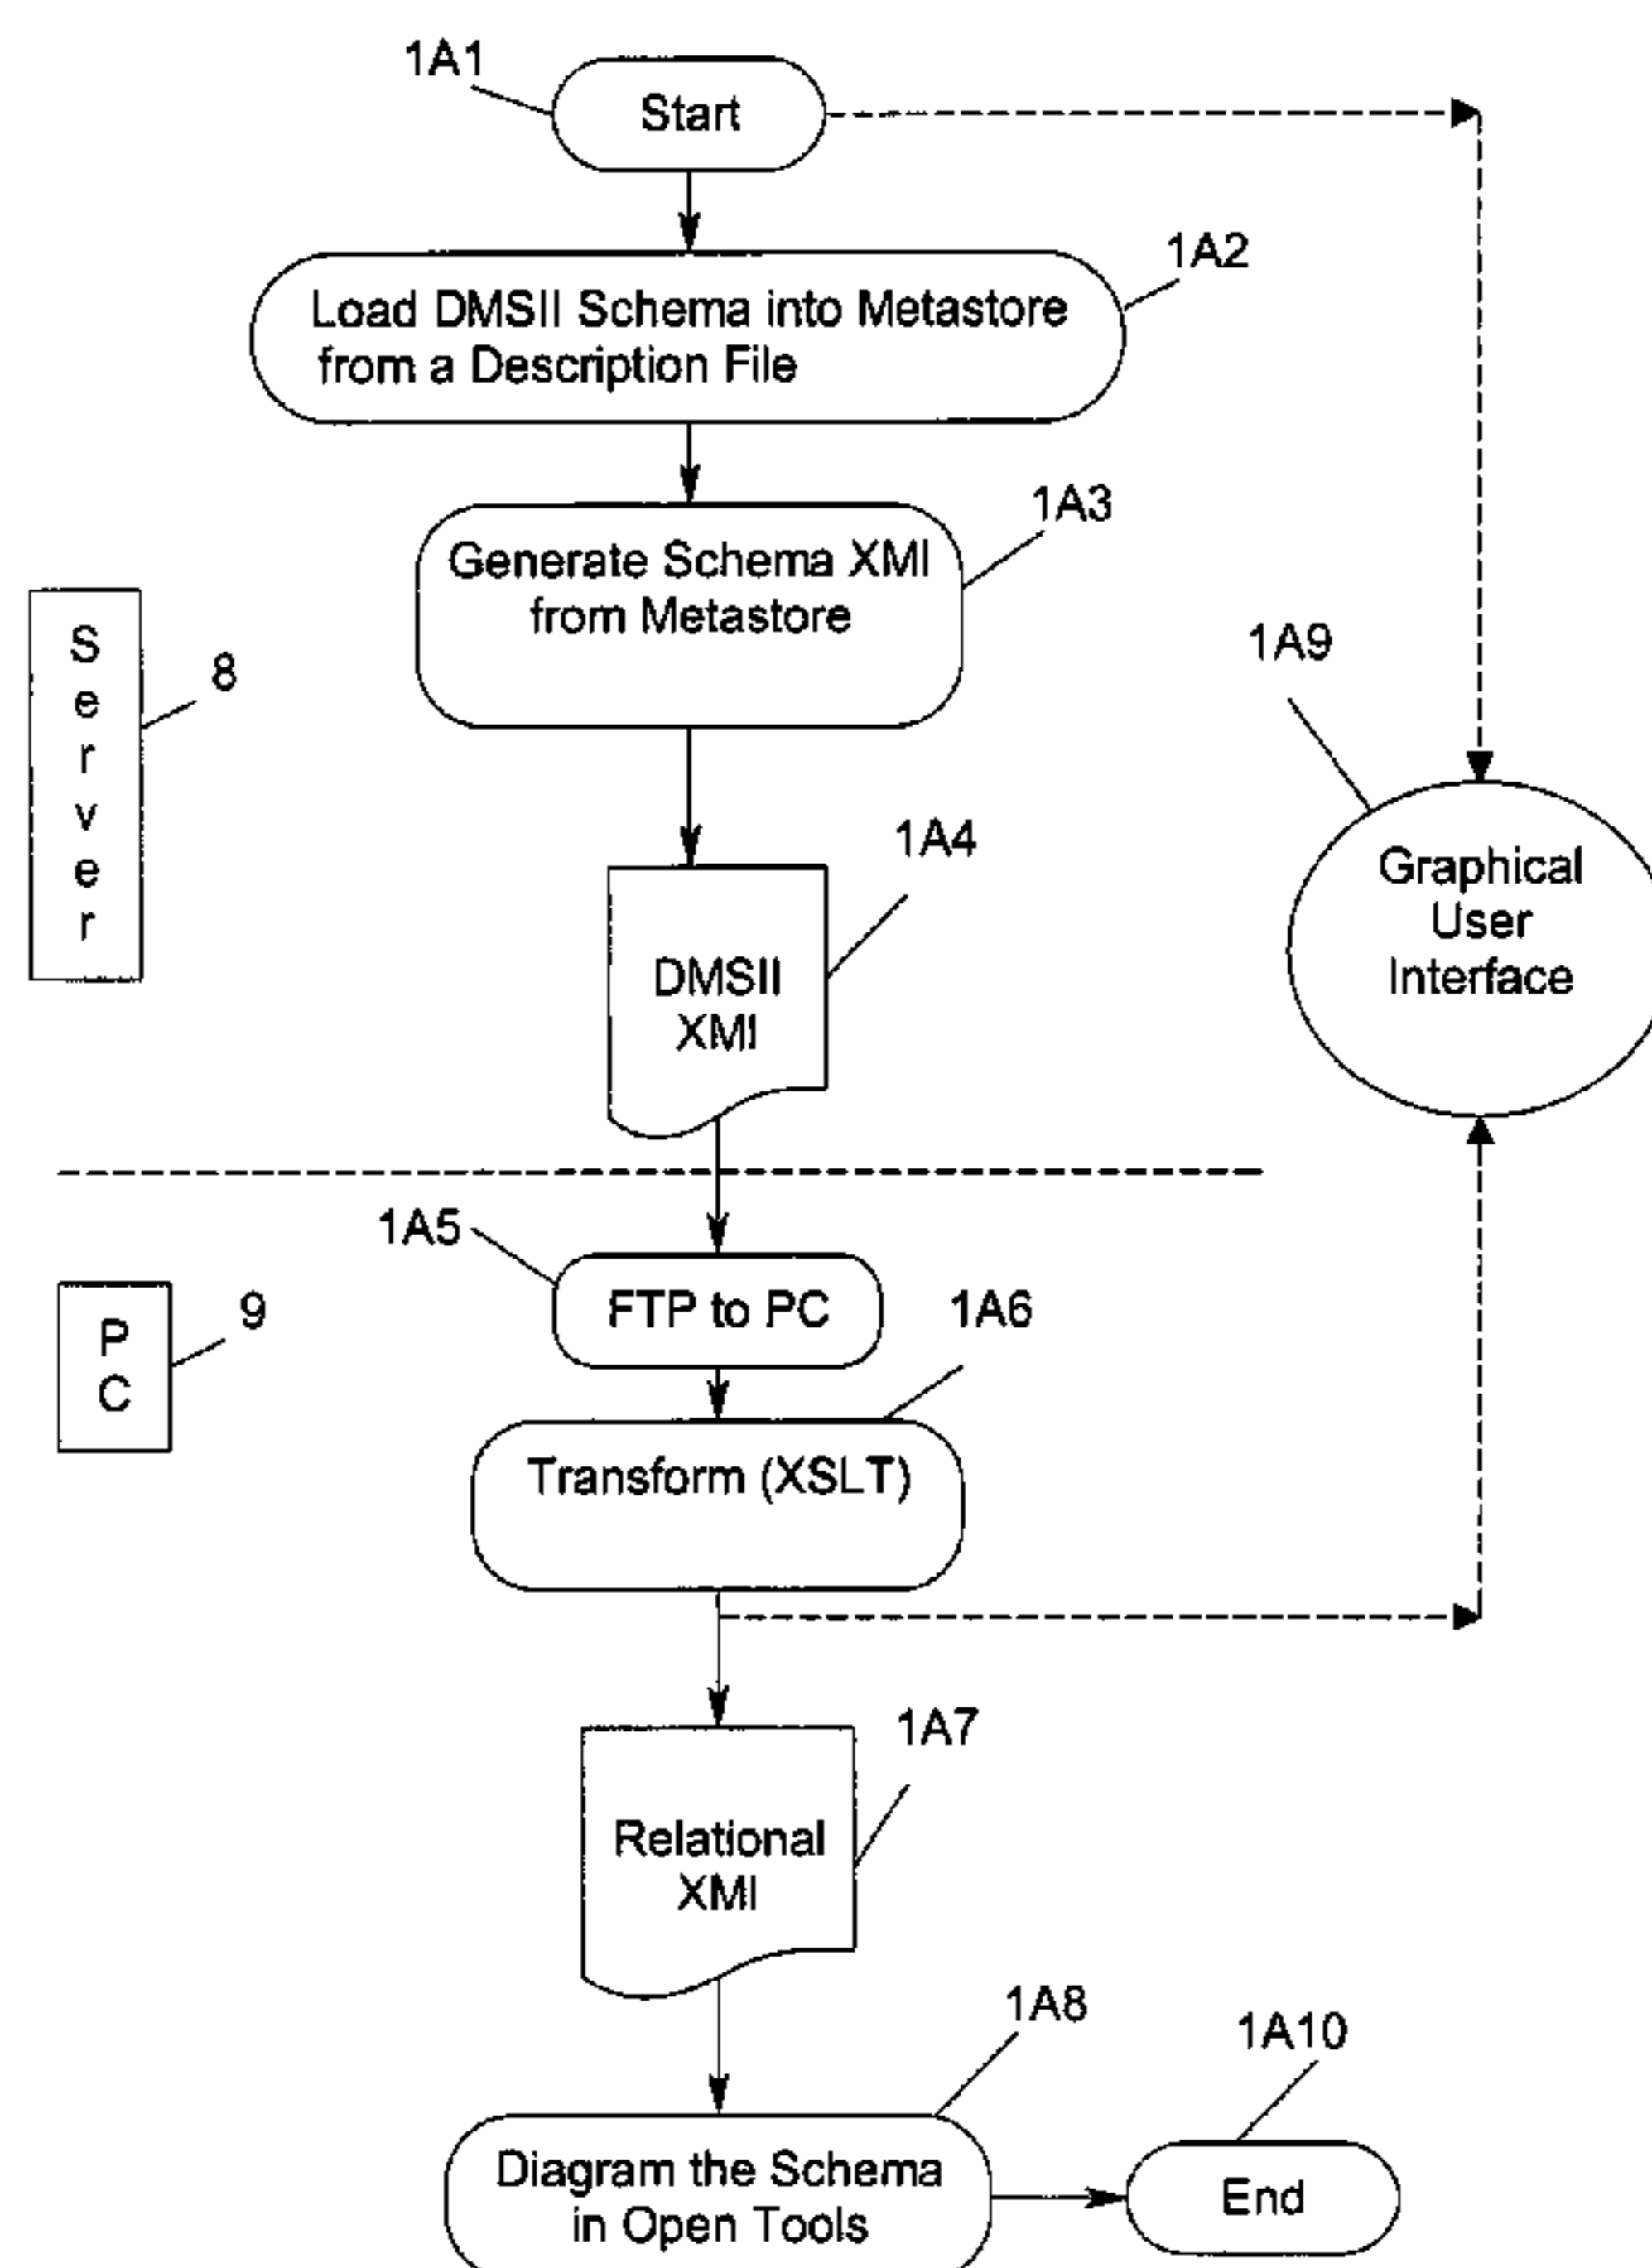 1A1
Start
1A2
Load DMSII Schema into Metastore
from a Description File
1A3
Generate Schema XMI
from Metastore
Server
8
1A9
Graphical
User
Interface
1A4
DMSII
XMI
1A5
FTP to PC
PC
9
1A6
Transform (XSLT)
1A7
Relational
XMI
1A8
Diagram the Schema
in Open Tools
1A10
End